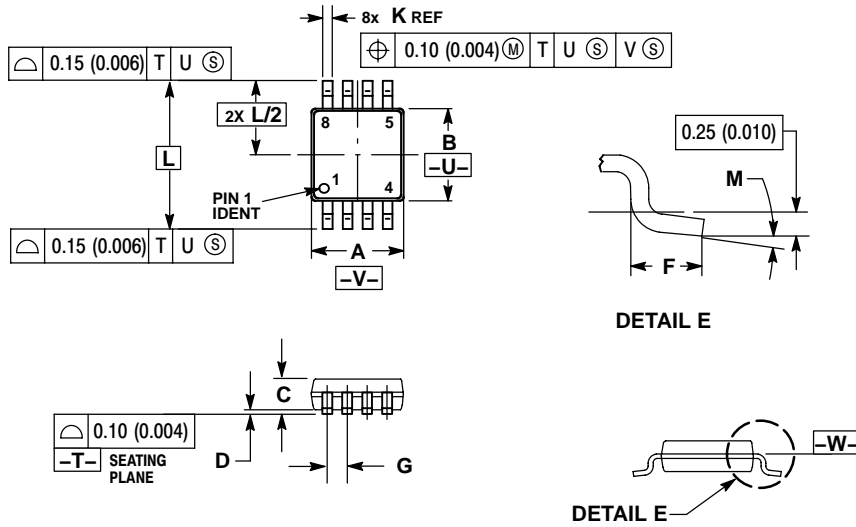 8x K REF
⌖ 0.10 (0.004) Ⓜ T U Ⓢ V Ⓢ
⌓ 0.15 (0.006) T U Ⓢ
2X L/2
8 5
B
–U–
L
PIN 1
IDENT
1 4
⌓ 0.15 (0.006) T U Ⓢ
A
–V–
0.25 (0.010)
M
F
DETAIL E
C
⌓ 0.10 (0.004)
–T– SEATING
PLANE
D
G
–W–
DETAIL E